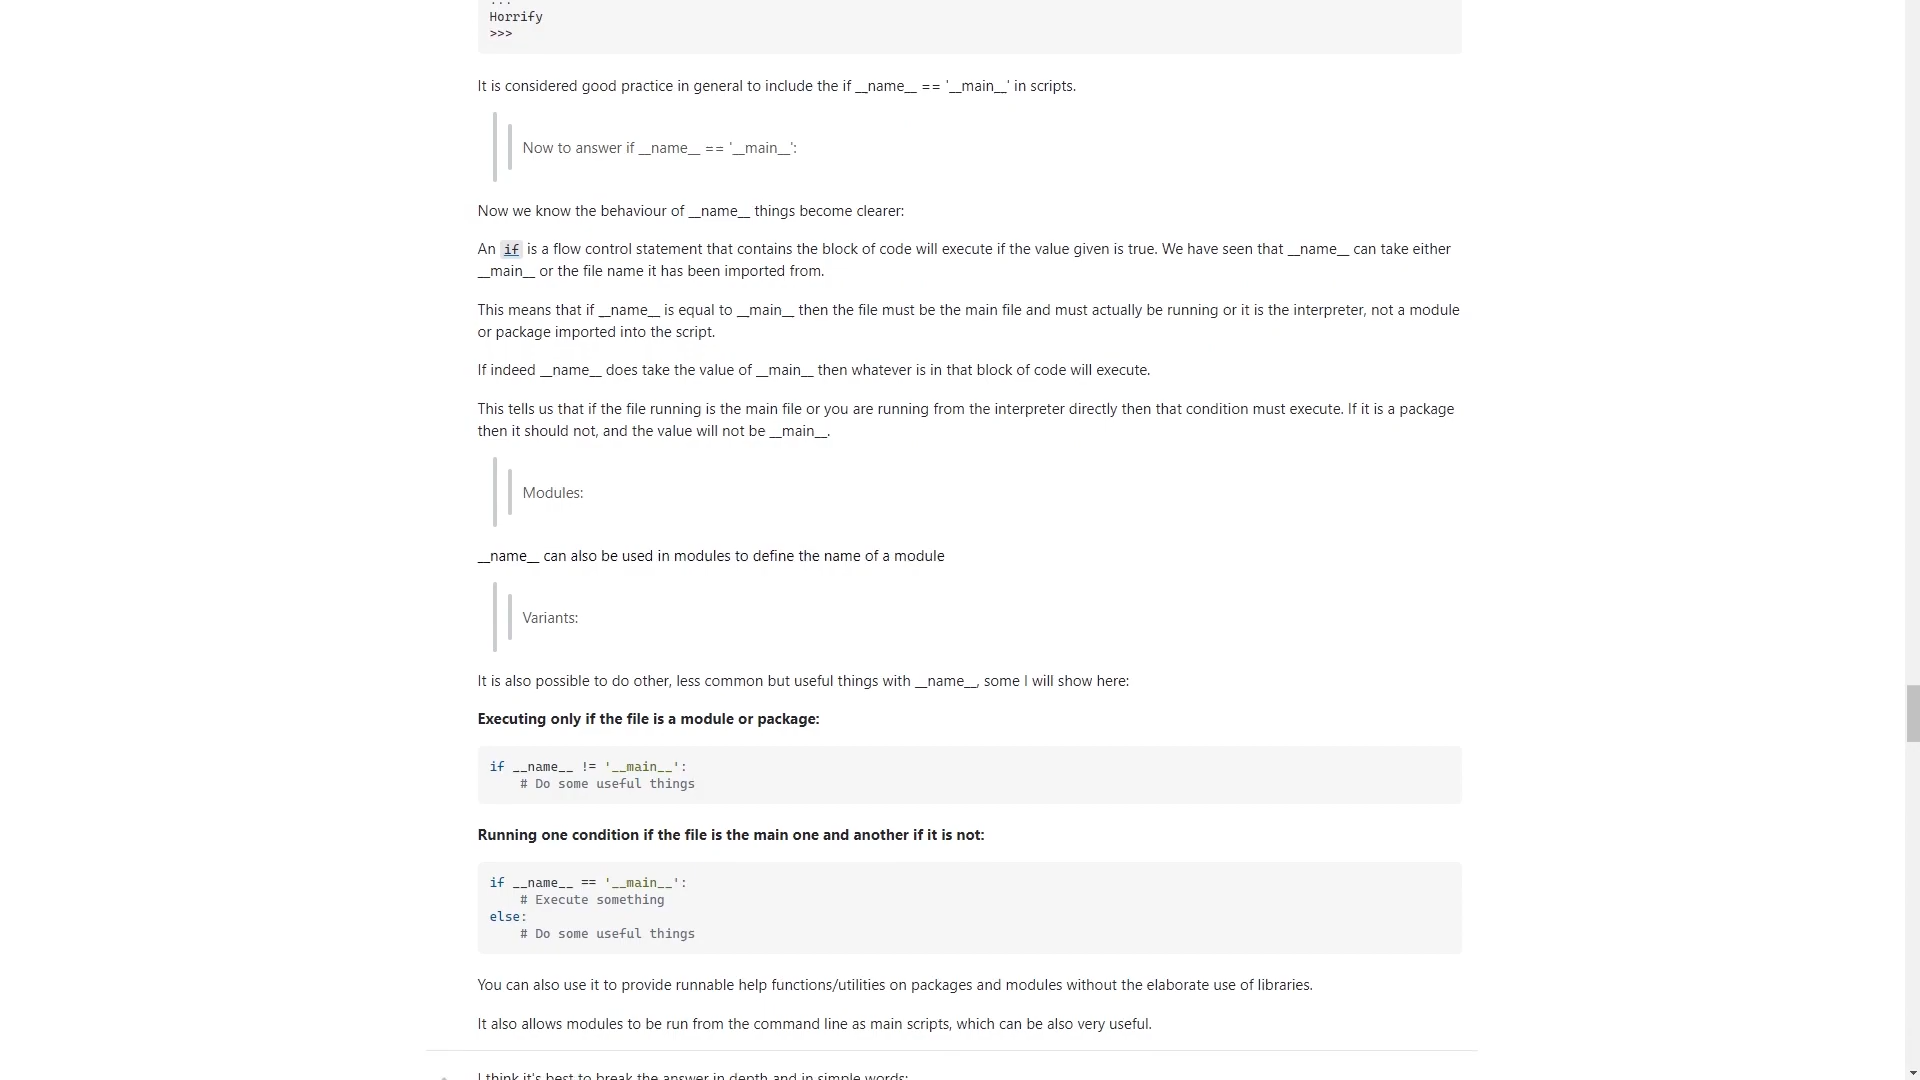 ...
Horrify
>>>
It is considered good practice in general to include the if __name__ == '__main__' in scripts.
Now to answer if __name__ == '__main__':
Now we know the behaviour of __name__ things become clearer:
An if is a flow control statement that contains the block of code will execute if the value given is true. We have seen that __name__ can take either
__main__ or the file name it has been imported from.
This means that if __name__ is equal to __main__ then the file must be the main file and must actually be running or it is the interpreter, not a module
or package imported into the script.
If indeed __name__ does take the value of __main__ then whatever is in that block of code will execute.
This tells us that if the file running is the main file or you are running from the interpreter directly then that condition must execute. If it is a package
then it should not, and the value will not be __main__.
Modules:
__name__ can also be used in modules to define the name of a module
Variants:
It is also possible to do other, less common but useful things with __name__, some I will show here:
Executing only if the file is a module or package:
if __name__ != '__main__':
    # Do some useful things
Running one condition if the file is the main one and another if it is not:
if __name__ == '__main__':
    # Execute something
else:
    # Do some useful things
You can also use it to provide runnable help functions/utilities on packages and modules without the elaborate use of libraries.
It also allows modules to be run from the command line as main scripts, which can be also very useful.
I think it's best to break the answer in depth and in simple words: